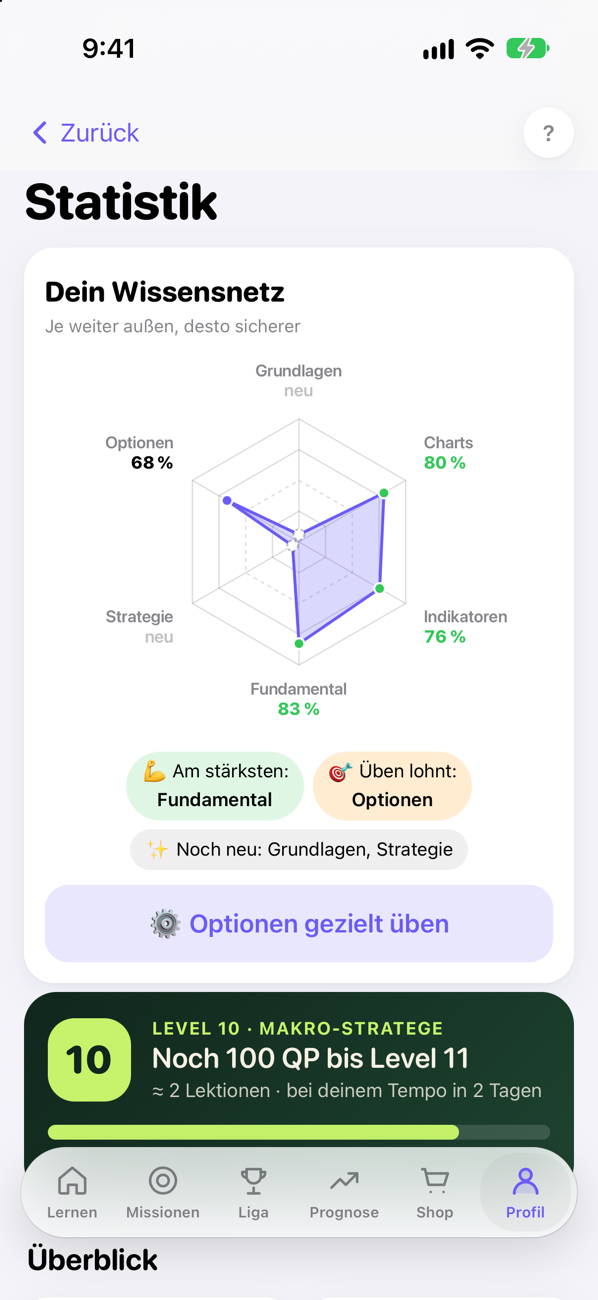 9:41
Zurück
?
Statistik
Dein Wissensnetz
Je weiter außen, desto sicherer
Grundlagen
neu
Optionen
68 %
Charts
80 %
Strategie
neu
Indikatoren
76 %
Fundamental
83 %
💪 Am stärksten:
Fundamental
🎯 Üben lohnt:
Optionen
✨ Noch neu: Grundlagen, Strategie
⚙️ Optionen gezielt üben
10
LEVEL 10 · MAKRO-STRATEGE
Noch 100 QP bis Level 11
≈ 2 Lektionen · bei deinem Tempo in 2 Tagen
Lernen
Missionen
Liga
Prognose
Shop
Profil
Überblick